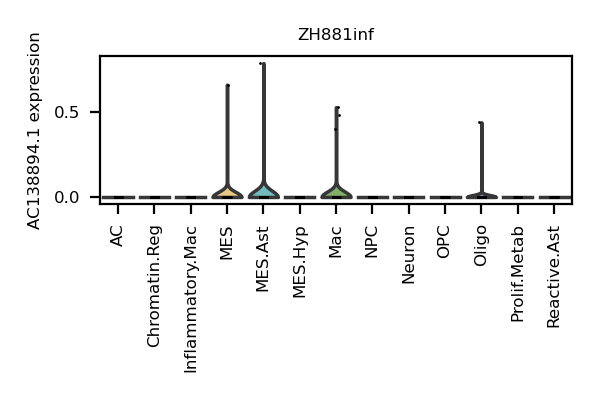 ZH881inf
AC138894.1 expression
0.5
0.0
AC
Chromatin.Reg
Inflammatory.Mac
MES
MES.Ast
MES.Hyp
Mac
NPC
Neuron
OPC
Oligo
Prolif.Metab
Reactive.Ast